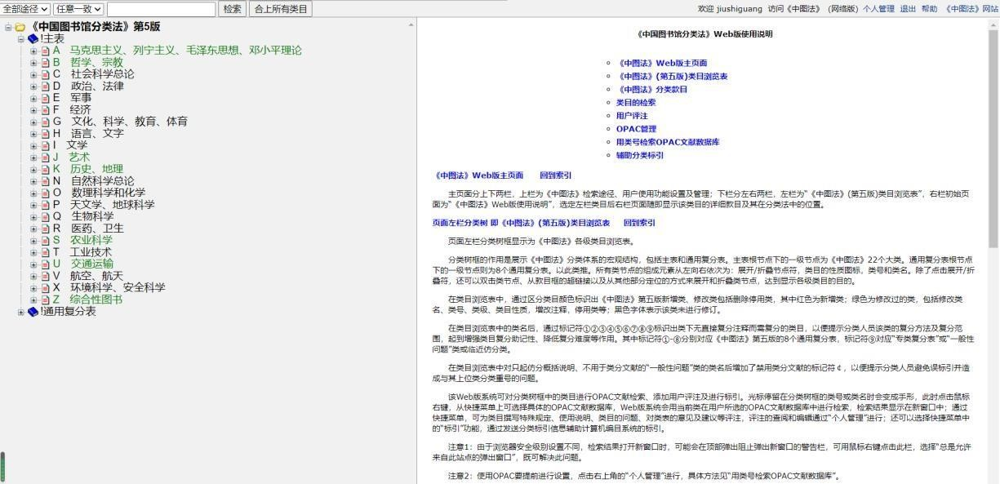 全部途径 任意一致 检索 合上所有类目
欢迎 jiushiguang 访问《中图法》 (网络版) 个人管理 退出 帮助 《中图法》网站
《中国图书馆分类法》第5版
!主表
A 马克思主义、列宁主义、毛泽东思想、邓小平理论
B 哲学、宗教
C 社会科学总论
D 政治、法律
E 军事
F 经济
G 文化、科学、教育、体育
H 语言、文字
I 文学
J 艺术
K 历史、地理
N 自然科学总论
O 数理科学和化学
P 天文学、地球科学
Q 生物科学
R 医药、卫生
S 农业科学
T 工业技术
U 交通运输
V 航空、航天
X 环境科学、安全科学
Z 综合性图书
!通用复分表
《中国图书馆分类法》Web版使用说明
《中图法》Web版主页面
《中图法》(第五版)类目浏览表
《中图法》分类款目
类目的检索
用户评注
OPAC管理
用类号检索OPAC文献数据库
辅助分类标引
《中图法》Web版主页面 回到索引
主页面分上下两栏，上栏为《中图法》检索途径、用户使用功能设置及管理；下栏分左右两栏，左栏为“《中图法》(第五版)类目浏览表”，右栏初始页
面为“《中图法》Web版使用说明”，选定左栏类目后右栏页面随即显示该类目的详细款目及其在分类法中的位置。
页面左栏分类树 即《中图法》(第五版)类目浏览表 回到索引
页面左栏分类树框显示为《中图法》各级类目浏览表。
分类树框的作用是展示《中图法》分类体系的宏观结构，包括主表和通用复分表。主表根节点下的一级节点为《中图法》22个大类。通用复分表根节点
下的一级节点则为8个通用复分表。以此类推。所有类节点的组成元素从左向右依次为：展开/折叠节点符，类目的性质图标，类号和类名。除了点击展开/折
叠符，还可以双击类节点、从款目框的超链接以及从其他部分定位的方式来展开和折叠类节点，达到显示各级类目的目的。
在类目浏览表中，通过区分类目颜色标识出《中图法》第五版新增类、修改类包括删除停用类，其中红色为新增类；绿色为修改过的类，包括修改类
名、类号、类级、类目性质，增改注释，停用类等；黑色字体表示该类未进行修订。
在类目浏览表中的类名后，通过标记符①②③④⑤⑥⑦⑧⑨标识出类下无直接复分注释而需复分的类目，以便提示分类人员该类的复分方法及复分范
围，起到增强类目复分助记性、降低复分难度等作用。其中标记符①-⑧分别对应《中图法》第五版的8个通用复分表，标记符⑨对应“专类复分表”或“一般性
问题”类或临近仿分类。
在类目浏览表中对只起仿分概括说明、不用于类分文献的“一般性问题”类的类名后增加了禁用类分文献的标记符￠，以便提示分类人员避免误标引并造
成与其上位类分类重号的问题。
该Web版系统可对分类树框中的类目进行OPAC文献检索、添加用户评注及进行标引。光标停留在分类树框的类号或类名时会变成手形，此时点击鼠标
右键，从快捷菜单上可选择具体的OPAC文献数据库，Web版系统会用当前类在用户所选的OPAC文献数据库中进行检索，检索结果显示在新窗口中；通过
快捷菜单，可为类目撰写特殊规定、使用说明、类目的问题、对类表的意见及建议等评注，评注的查阅和编辑通过“个人管理”进行；还可以选择快捷菜单中
的“标引”功能，通过发送分类标引信息辅助计算机编目系统的标引。
注意1：由于浏览器安全级别设置不同，检索结果打开新窗口时，可能会在顶部弹出阻止弹出新窗口的警告栏，可用鼠标右键点击此栏，选择“总是允许
来自此站点的弹出窗口”，既可解决此问题。
注意2：使用OPAC要提前进行设置，点击右上角的“个人管理”进行，具体方法见“用类号检索OPAC文献数据库”。